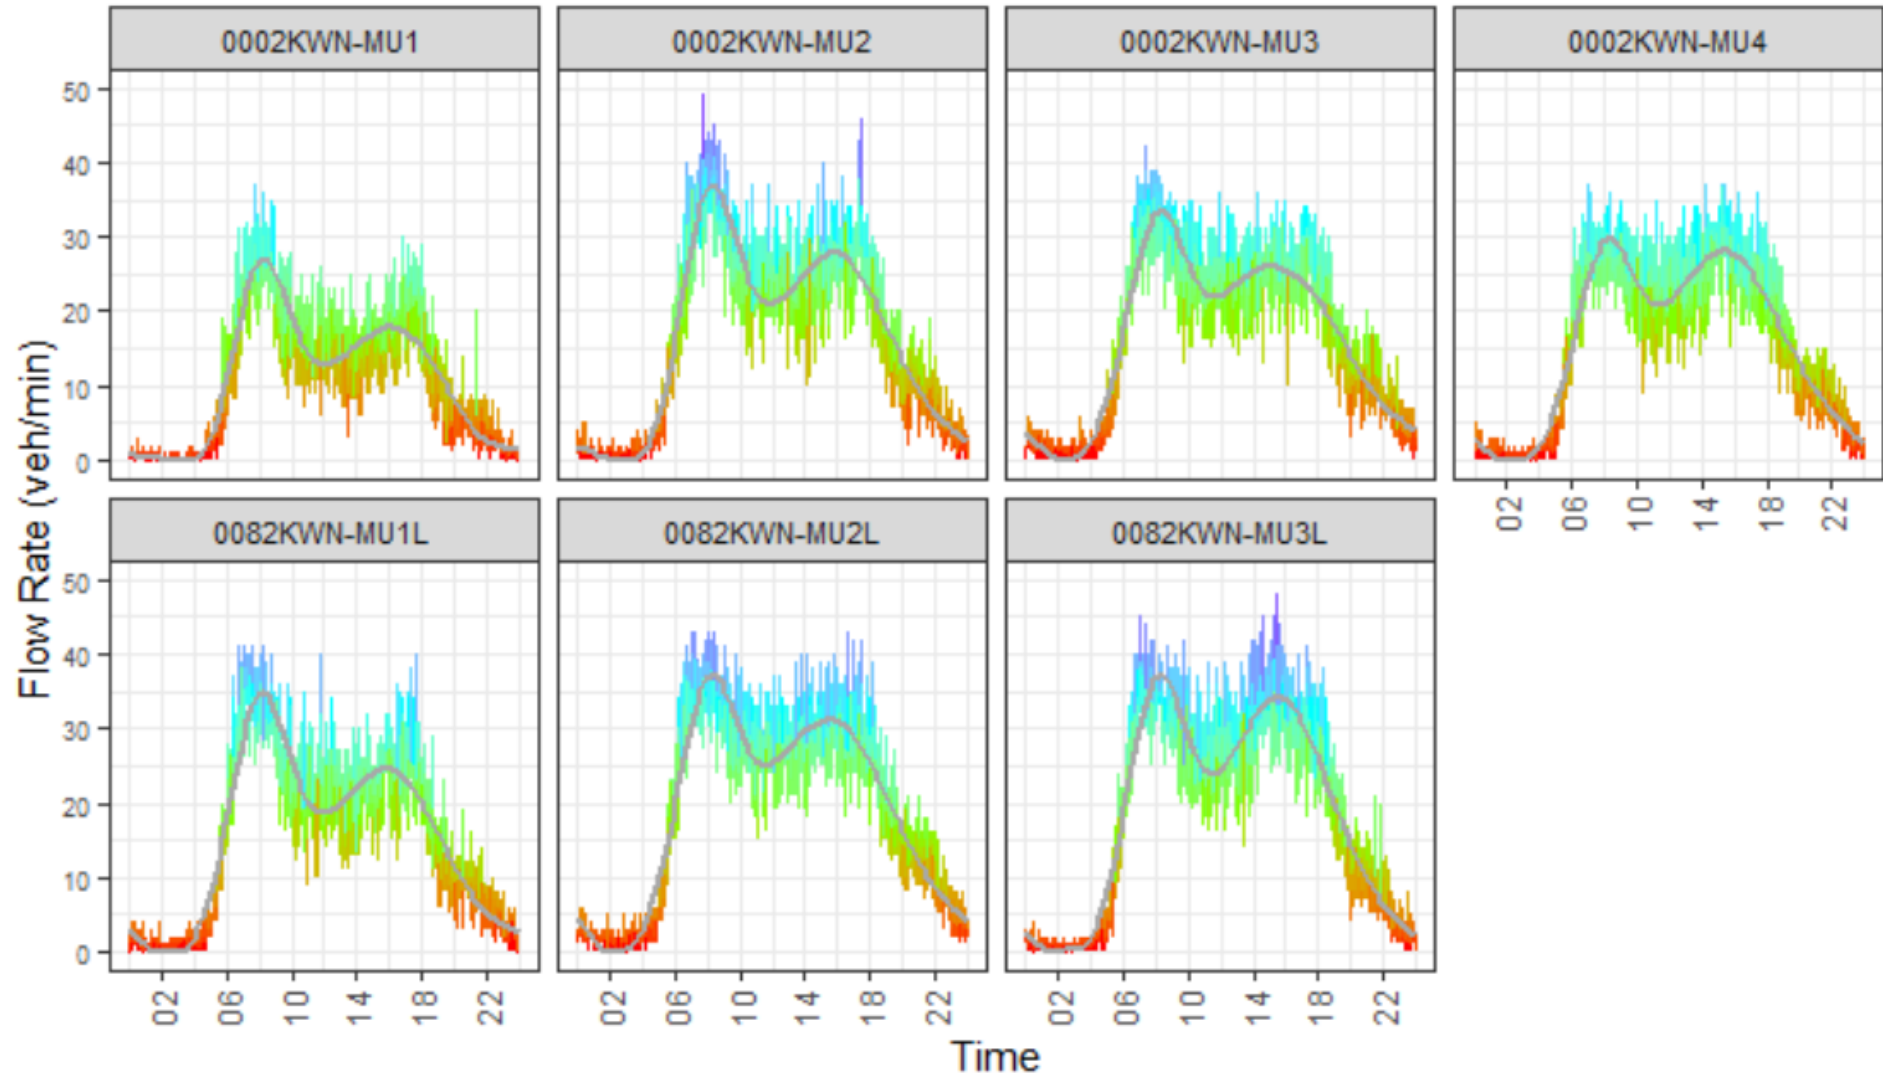 0002KWN-MU1 0002KWN-MU2 0002KWN-MU3 0002KWN-MU4
50
40
30
20
10
0
02 06 10 14 18 22
0082KWN-MU1L 0082KWN-MU2L 0082KWN-MU3L
50
40
30
20
10
0
02 06 10 14 18 22 02 06 10 14 18 22 02 06 10 14 18 22
Flow Rate (veh/min)
Time